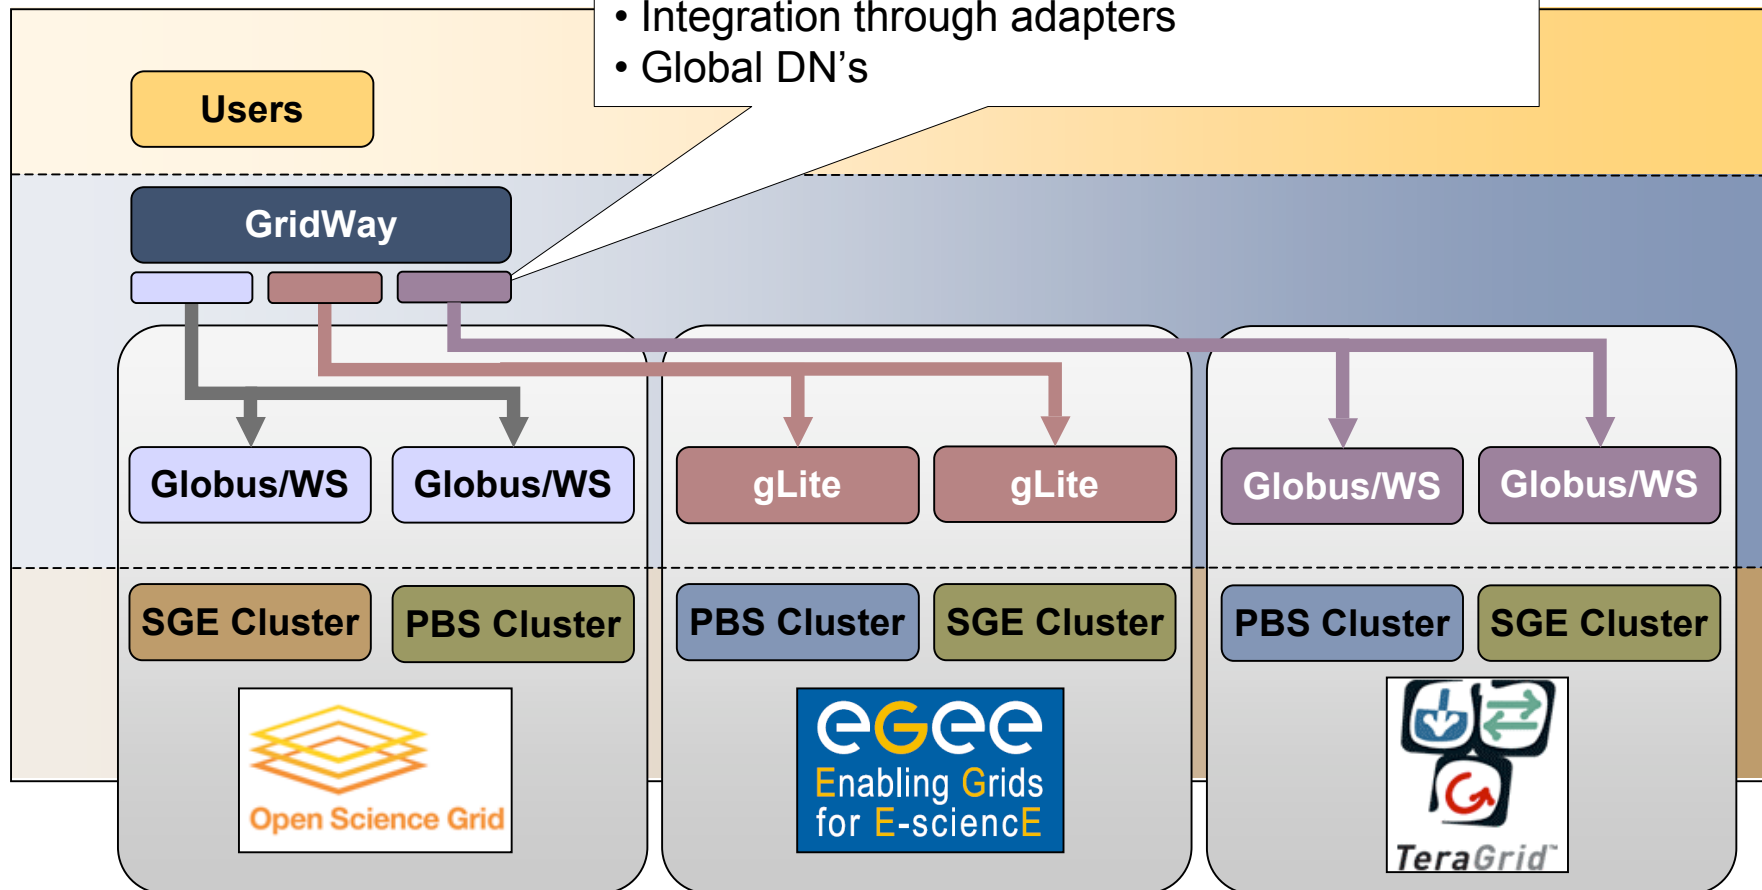 • Integration through adapters
• Global DN’s
Users
GridWay
Globus/WS Globus/WS gLite gLite Globus/WS Globus/WS
SGE Cluster PBS Cluster PBS Cluster SGE Cluster PBS Cluster SGE Cluster
Open Science Grid
eGee
Enabling Grids
for E-sciencE
TeraGrid™